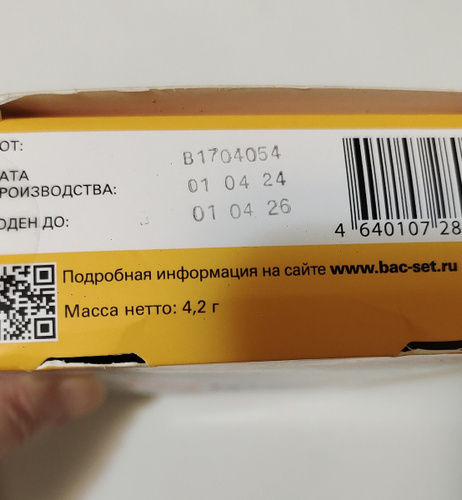 ОТ: B1704054
АТА
РОИЗВОДСТВА: 01 04 24
ОДЕН ДО: 01 04 26
4 640107 28
Подробная информация на сайте www.bac-set.ru
Масса нетто: 4,2 г